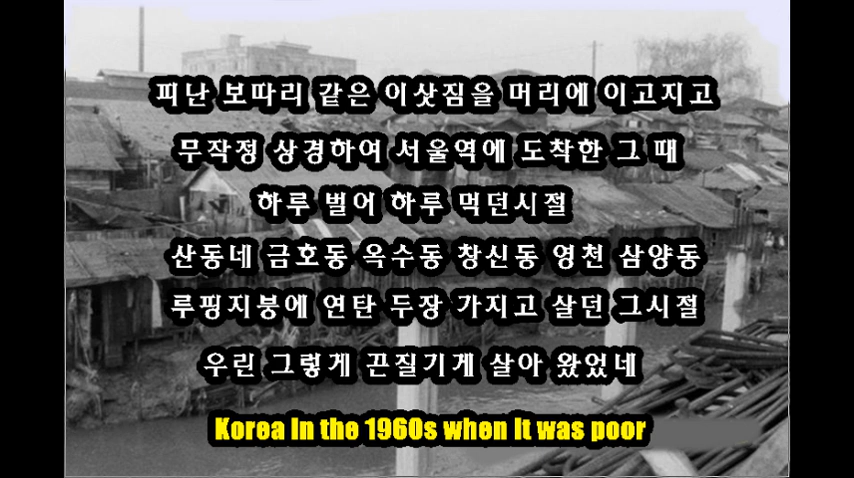 피난 보따리 같은 이삿짐을 머리에 이고지고
무작정 상경하여 서울역에 도착한 그 때
하루 벌어 하루 먹던시절
산동네 금호동 옥수동 창신동 영천 삼양동
루핑지붕에 연탄 두장 가지고 살던 그시절
우린 그렇게 끈질기게 살아 왔었네
Korea in the 1960s when it was poor